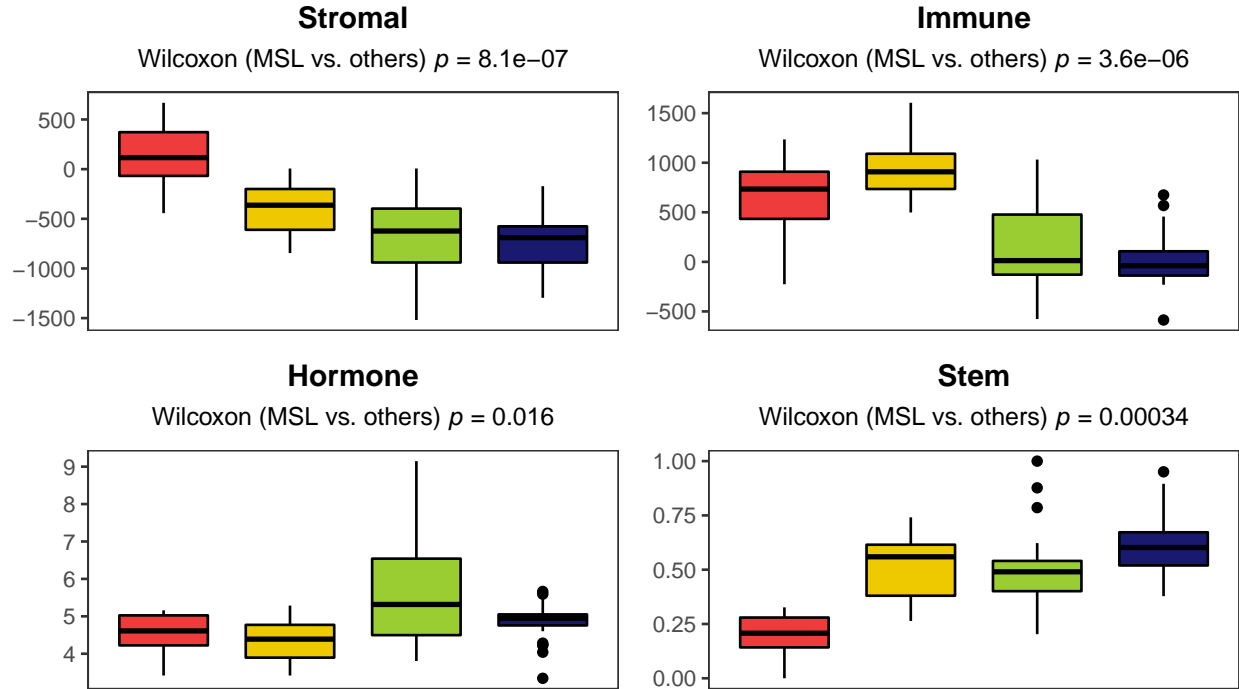 Stromal
Wilcoxon (MSL vs. others) p = 8.1e−07
500
0
−500
−1000
−1500
Immune
Wilcoxon (MSL vs. others) p = 3.6e−06
1500
1000
500
0
−500
Hormone
Wilcoxon (MSL vs. others) p = 0.016
9
8
7
6
5
4
Stem
Wilcoxon (MSL vs. others) p = 0.00034
1.00
0.75
0.50
0.25
0.00